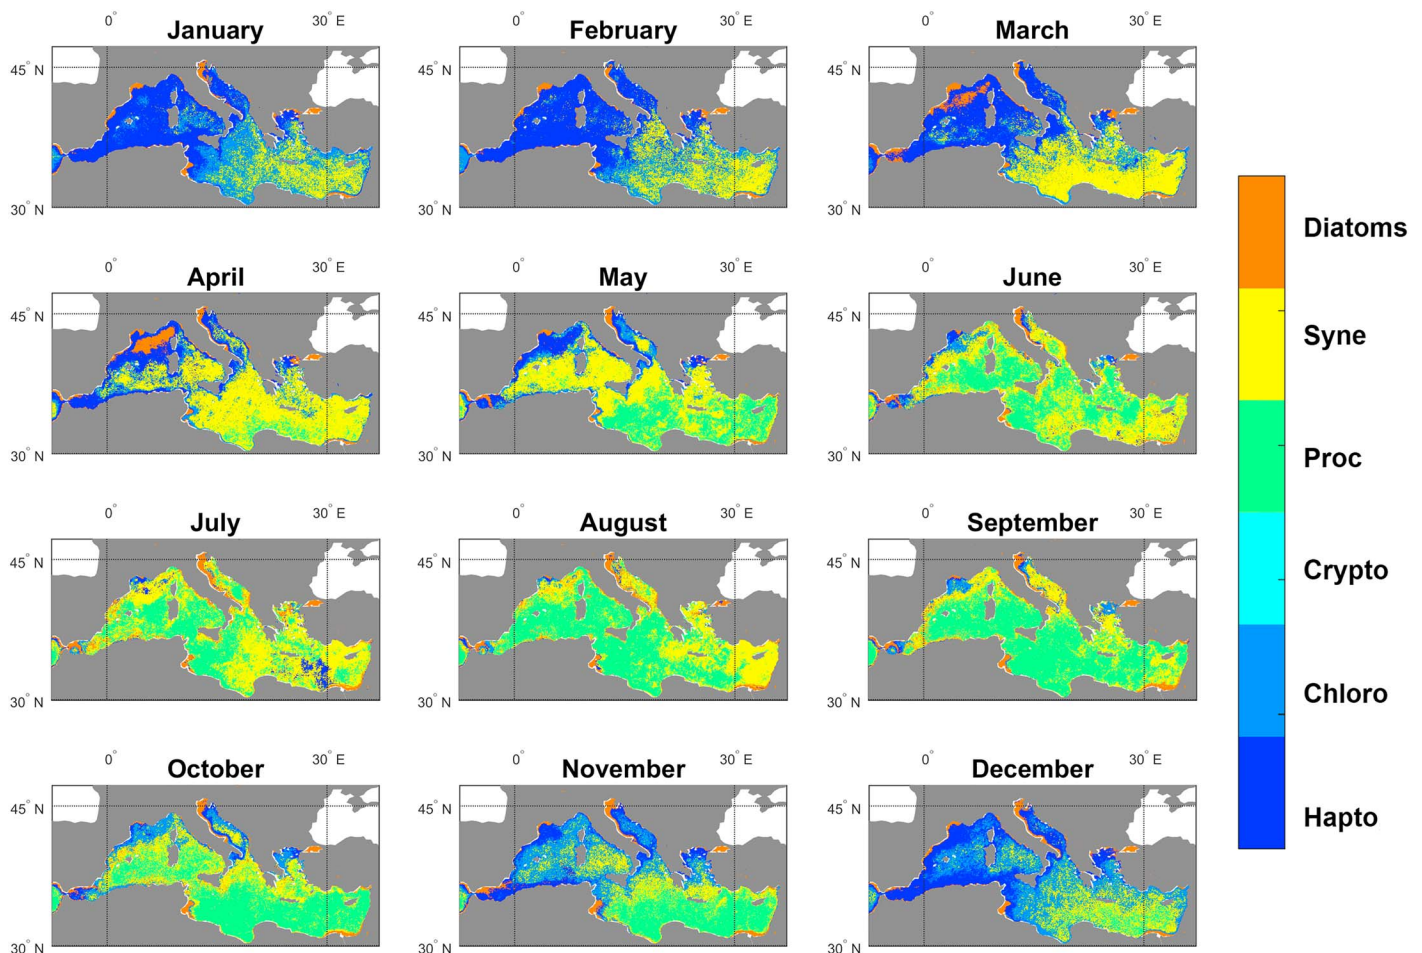 0° 30° E 0° 30° E 0° 30° E
January February March
45° N 45° N 45° N
30° N 30° N 30° N
0° 30° E 0° 30° E 0° 30° E
April May June
45° N 45° N 45° N
30° N 30° N 30° N
0° 30° E 0° 30° E 0° 30° E
July August September
45° N 45° N 45° N
30° N 30° N 30° N
0° 30° E 0° 30° E 0° 30° E
October November December
45° N 45° N 45° N
30° N 30° N 30° N
Diatoms
Syne
Proc
Crypto
Chloro
Hapto